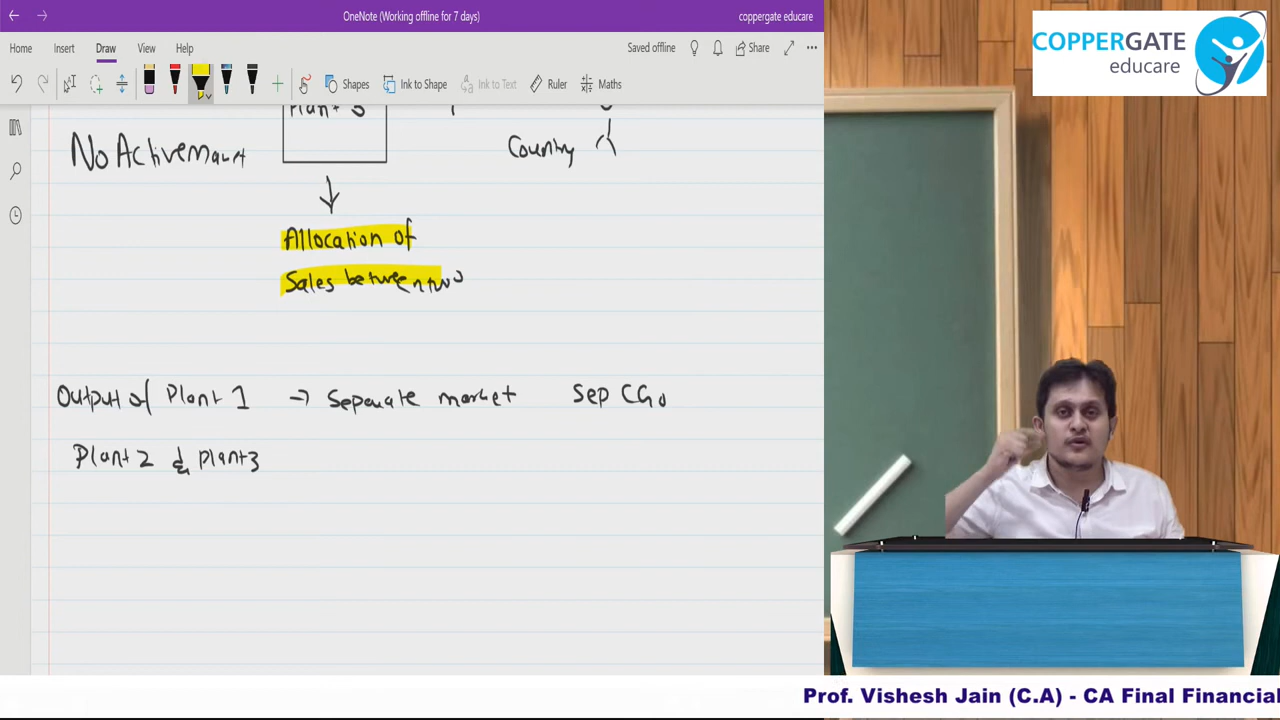 OneNote (Working offline for 7 days)
coppergate educare
Home Insert Draw View Help
Saved offline Share
Shapes Ink to Shape Ink to Text Ruler Maths
COPPERGATE
educare
Plant 3
No Active
Country
Allocation of
Sales between two
Output of Plant 1 → Separate market Sep CGU
Plant 2 & Plant 3
Prof. Vishesh Jain (C.A) - CA Final Financial